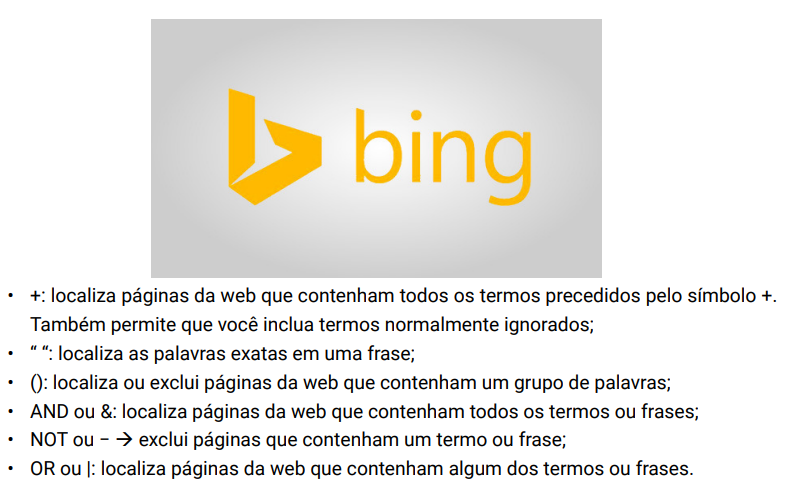 bing
• +: localiza páginas da web que contenham todos os termos precedidos pelo símbolo +.
Também permite que você inclua termos normalmente ignorados;
• “ “: localiza as palavras exatas em uma frase;
• (): localiza ou exclui páginas da web que contenham um grupo de palavras;
• AND ou &: localiza páginas da web que contenham todos os termos ou frases;
• NOT ou − → exclui páginas que contenham um termo ou frase;
• OR ou |: localiza páginas da web que contenham algum dos termos ou frases.